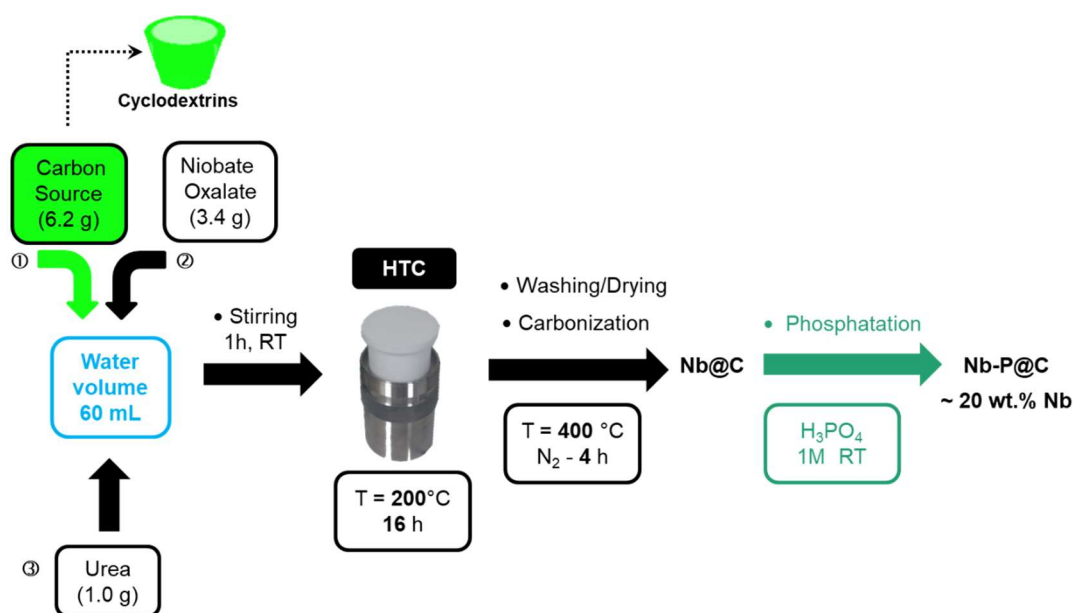 Cyclodextrins
Carbon
Source
(6.2 g)
Niobate
Oxalate
(3.4 g)
①
②
Water
volume
60 mL
③
Urea
(1.0 g)
• Stirring
1h, RT
HTC
T = 200°C
16 h
• Washing/Drying
• Carbonization
T = 400 °C
N₂ - 4 h
Nb@C
• Phosphatation
H₃PO₄
1M RT
Nb-P@C
~ 20 wt.% Nb